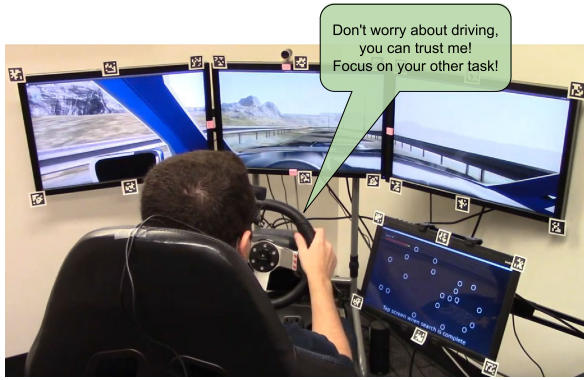 Don't worry about driving,
you can trust me!
Focus on your other task!
Tap screen when search is complete